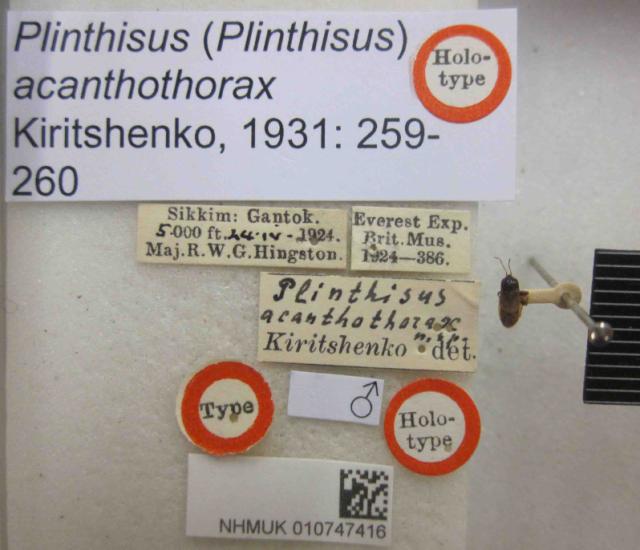 Plinthisus (Plinthisus)
acanthothorax
Kiritshenko, 1931: 259-
260
Holo-
type
Sikkim: Gantok.
5.000 ft. 24.iv.-1924.
Maj.R.W.G.Hingston.
Everest Exp.
Brit.Mus.
1924—386.
Plinthisus
acanthothorax
Kiritshenko det.
Type
♂
Holo-
type
NHMUK 010747416